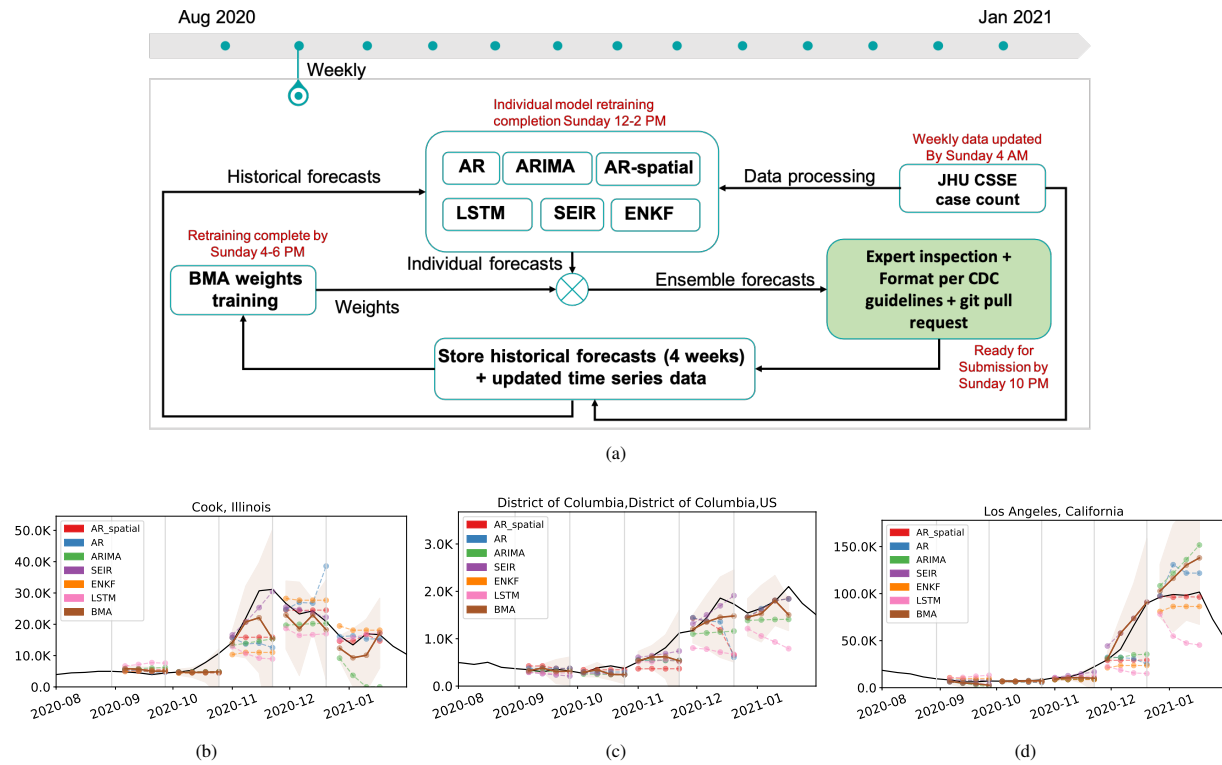 Aug 2020
Jan 2021
Weekly
Individual model retraining
completion Sunday 12-2 PM
Weekly data updated
By Sunday 4 AM
AR
ARIMA
AR-spatial
LSTM
SEIR
ENKF
Historical forecasts
Data processing
JHU CSSE
case count
Retraining complete by
Sunday 4-6 PM
BMA weights
training
Individual forecasts
Weights
Ensemble forecasts
Expert inspection +
Format per CDC
guidelines + git pull
request
Ready for
Submission by
Sunday 10 PM
Store historical forecasts (4 weeks)
+ updated time series data
(a)
Cook, Illinois
50.0K
40.0K
30.0K
20.0K
10.0K
0.0
AR_spatial
AR
ARIMA
SEIR
ENKF
LSTM
BMA
2020-08
2020-09
2020-10
2020-11
2020-12
2021-01
(b)
District of Columbia,District of Columbia,US
3.0K
2.0K
1.0K
0.0
AR_spatial
AR
ARIMA
SEIR
ENKF
LSTM
BMA
2020-08
2020-09
2020-10
2020-11
2020-12
2021-01
(c)
Los Angeles, California
150.0K
100.0K
50.0K
0.0
AR_spatial
AR
ARIMA
SEIR
ENKF
LSTM
BMA
2020-08
2020-09
2020-10
2020-11
2020-12
2021-01
(d)